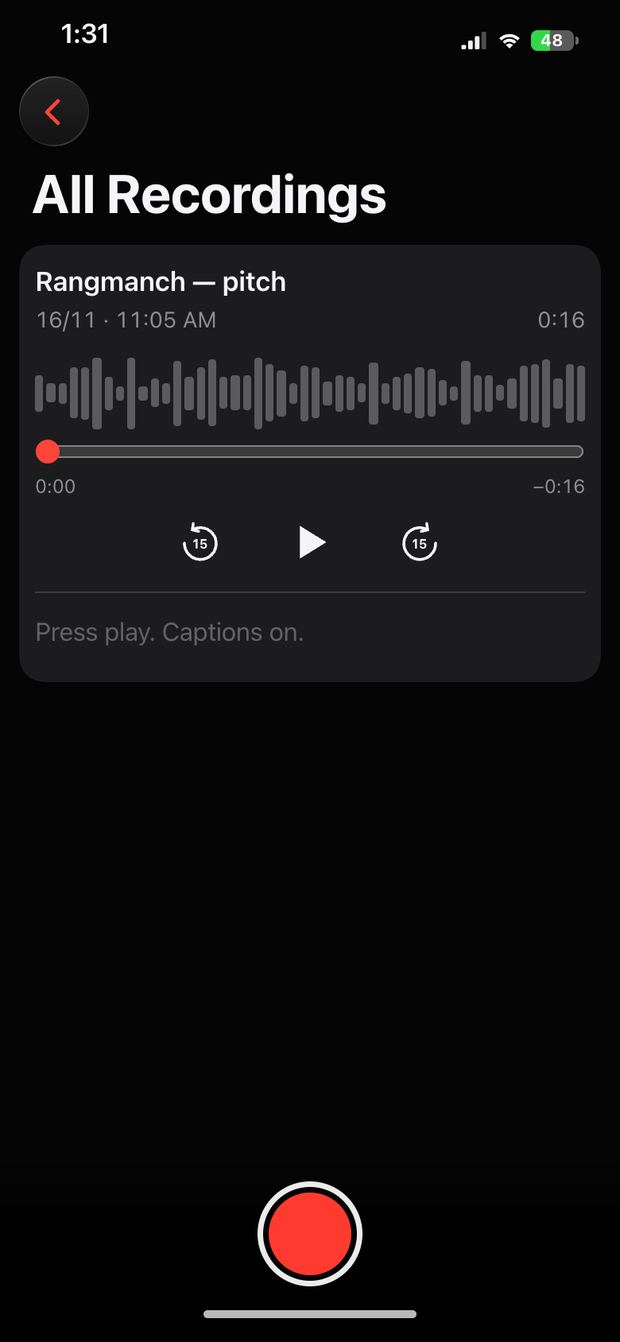 1:31
48
All Recordings
Rangmanch — pitch
16/11 · 11:05 AM
0:16
0:00
−0:16
15
15
Press play. Captions on.